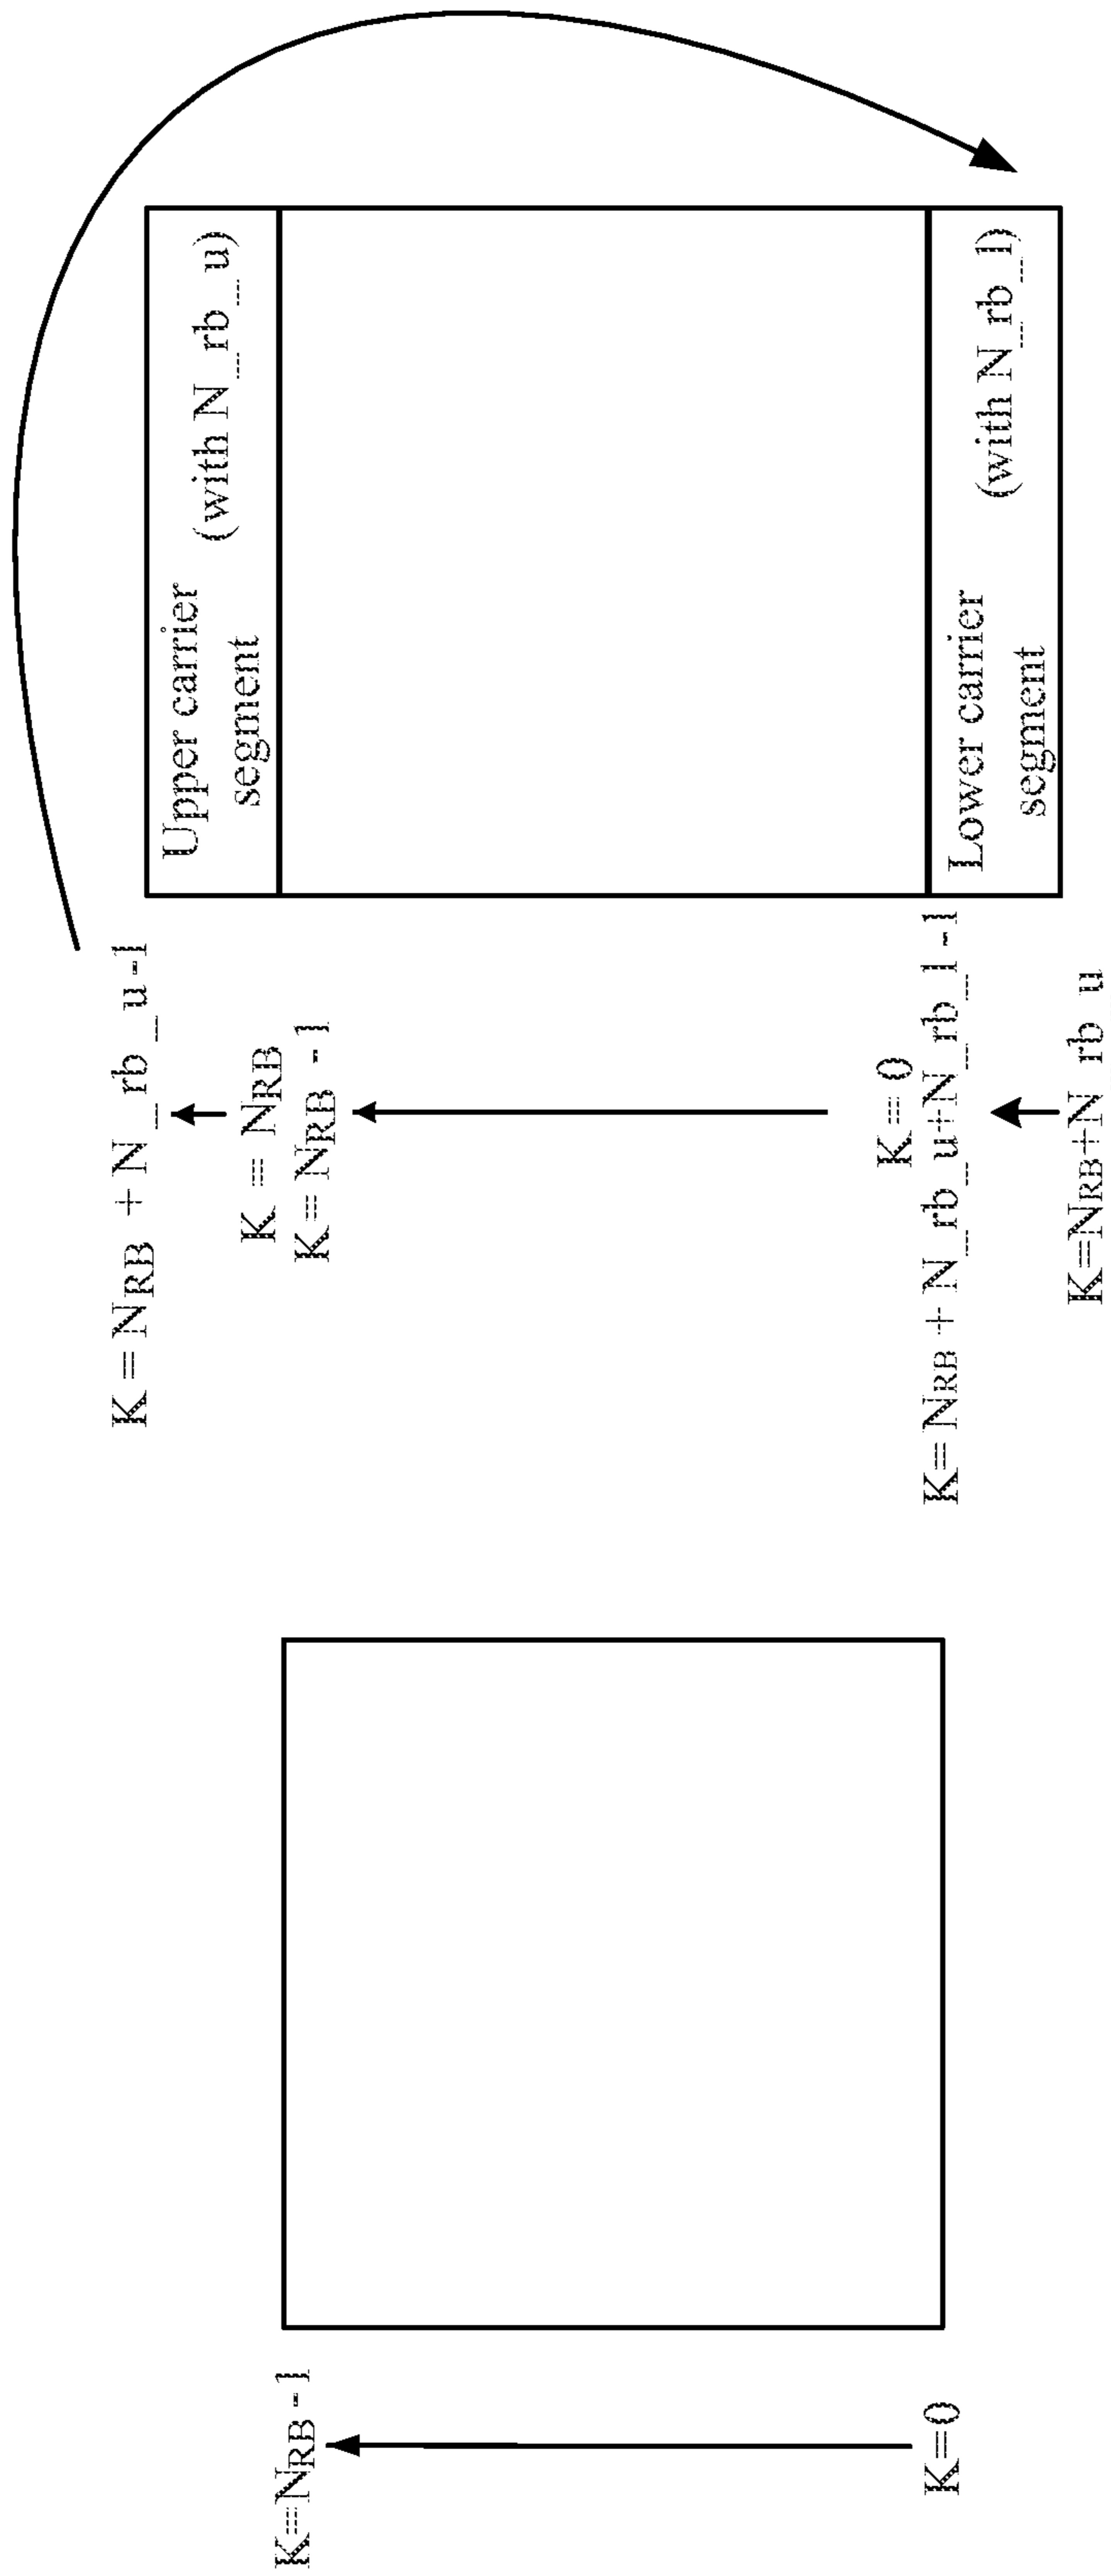 K=NRB-1
K=0
K = NRB + N_rb_u-1
K = NRB
K = NRB -1
K = 0
K= NRB + N_rb_u+N_rb_l -1
K=NRB+N rb u
Upper carrier
segment
(with N_rb_u)
Lower carrier
segment
(with N_rb_l)